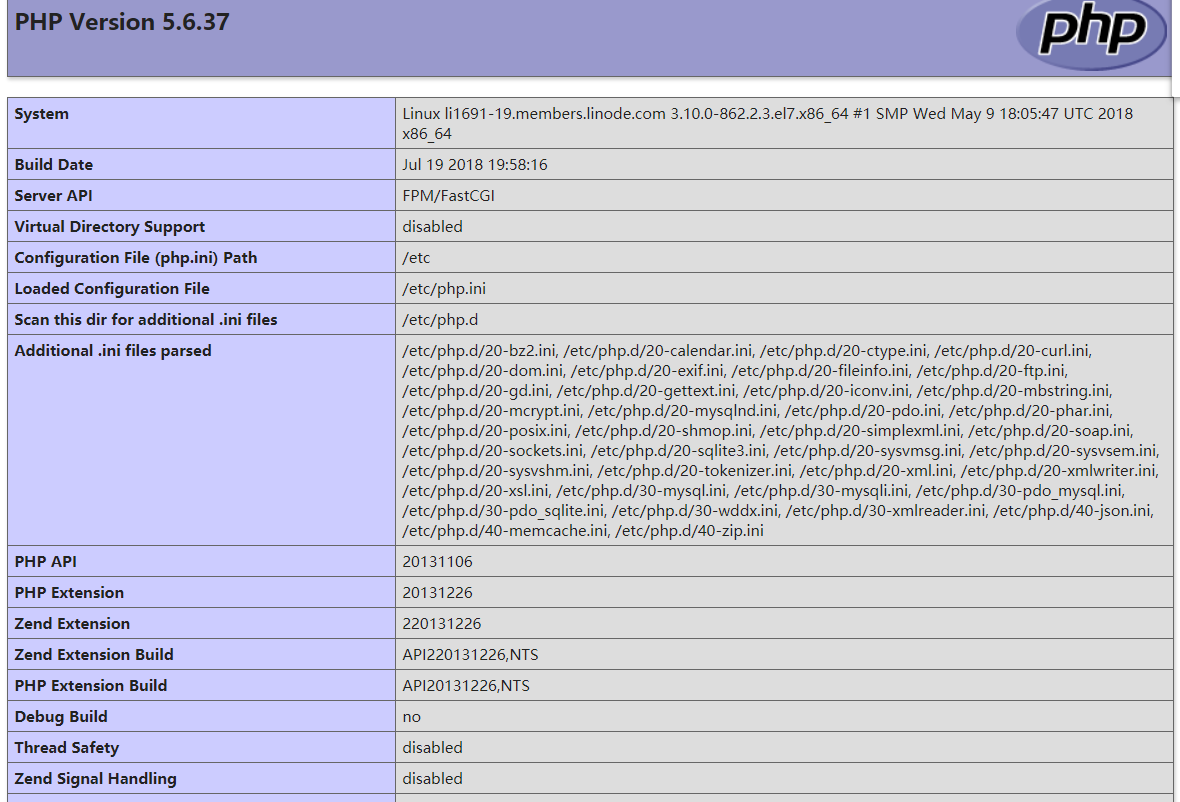 PHP Version 5.6.37
php
System
Linux li1691-19.members.linode.com 3.10.0-862.2.3.el7.x86_64 #1 SMP Wed May 9 18:05:47 UTC 2018
x86_64
Build Date
Jul 19 2018 19:58:16
Server API
FPM/FastCGI
Virtual Directory Support
disabled
Configuration File (php.ini) Path
/etc
Loaded Configuration File
/etc/php.ini
Scan this dir for additional .ini files
/etc/php.d
Additional .ini files parsed
/etc/php.d/20-bz2.ini, /etc/php.d/20-calendar.ini, /etc/php.d/20-ctype.ini, /etc/php.d/20-curl.ini,
/etc/php.d/20-dom.ini, /etc/php.d/20-exif.ini, /etc/php.d/20-fileinfo.ini, /etc/php.d/20-ftp.ini,
/etc/php.d/20-gd.ini, /etc/php.d/20-gettext.ini, /etc/php.d/20-iconv.ini, /etc/php.d/20-mbstring.ini,
/etc/php.d/20-mcrypt.ini, /etc/php.d/20-mysqlnd.ini, /etc/php.d/20-pdo.ini, /etc/php.d/20-phar.ini,
/etc/php.d/20-posix.ini, /etc/php.d/20-shmop.ini, /etc/php.d/20-simplexml.ini, /etc/php.d/20-soap.ini,
/etc/php.d/20-sockets.ini, /etc/php.d/20-sqlite3.ini, /etc/php.d/20-sysvmsg.ini, /etc/php.d/20-sysvsem.ini,
/etc/php.d/20-sysvshm.ini, /etc/php.d/20-tokenizer.ini, /etc/php.d/20-xml.ini, /etc/php.d/20-xmlwriter.ini,
/etc/php.d/20-xsl.ini, /etc/php.d/30-mysql.ini, /etc/php.d/30-mysqli.ini, /etc/php.d/30-pdo_mysql.ini,
/etc/php.d/30-pdo_sqlite.ini, /etc/php.d/30-wddx.ini, /etc/php.d/30-xmlreader.ini, /etc/php.d/40-json.ini,
/etc/php.d/40-memcache.ini, /etc/php.d/40-zip.ini
PHP API
20131106
PHP Extension
20131226
Zend Extension
220131226
Zend Extension Build
API220131226,NTS
PHP Extension Build
API20131226,NTS
Debug Build
no
Thread Safety
disabled
Zend Signal Handling
disabled